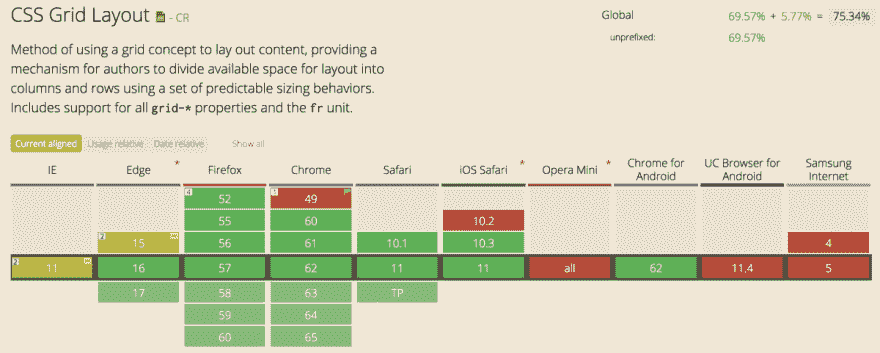 CSS Grid Layout - CR
Global 69.57% + 5.77% = 75.34%
unprefixed: 69.57%
Method of using a grid concept to lay out content, providing a
mechanism for authors to divide available space for layout into
columns and rows using a set of predictable sizing behaviors.
Includes support for all grid-* properties and the fr unit.
Current aligned Usage relative Date relative Show all
IE Edge * Firefox Chrome Safari iOS Safari * Opera Mini * Chrome for Android UC Browser for Android Samsung Internet
4 52 1 49
55 60 10.2
2 15 56 61 10.1 10.3 4
2 11 16 57 62 11 11 all 62 11.4 5
17 58 63 TP
59 64
60 65